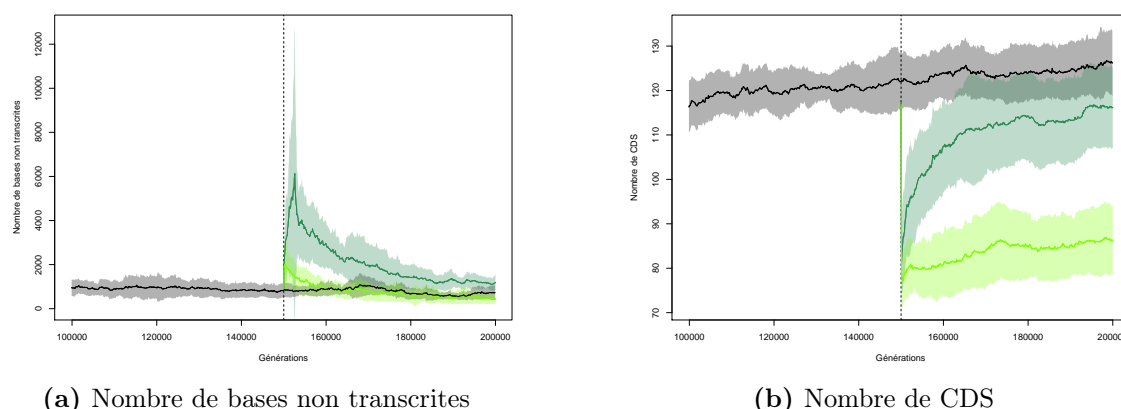 12000
10000
8000
6000
4000
2000
0
Nombre de bases non transcrites
100000 120000 140000 160000 180000 200000
Générations
(a) Nombre de bases non transcrites
130
120
110
100
90
80
70
Nombre de CDS
100000 120000 140000 160000 180000 20000
Générations
(b) Nombre de CDS